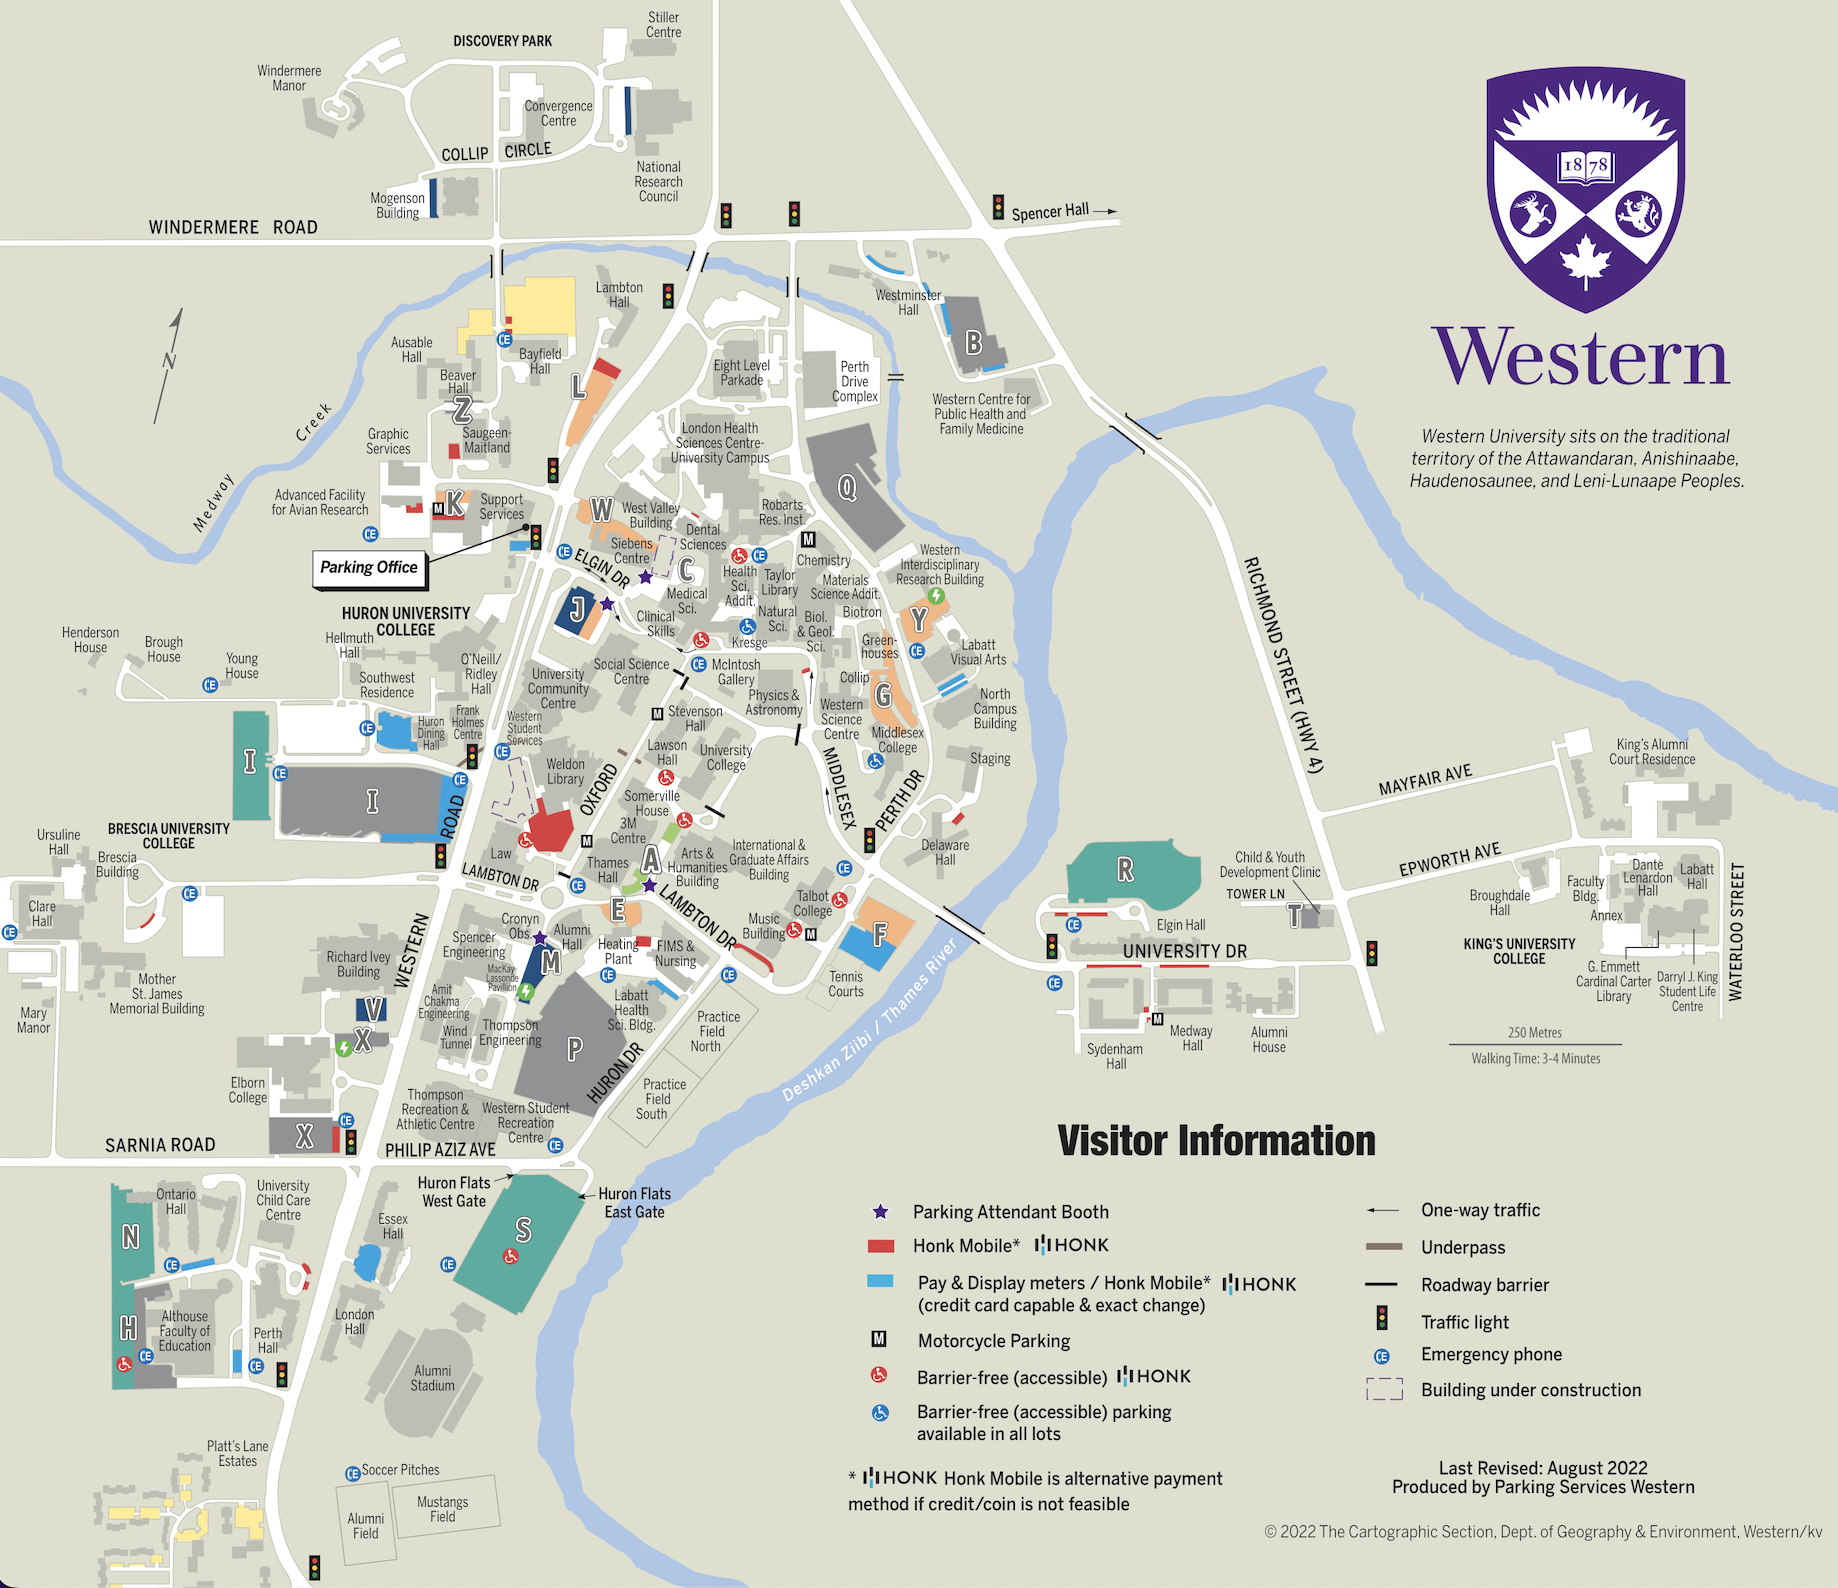 Stiller
Centre
DISCOVERY PARK
Windermere
Manor
Convergence
Centre
COLLIP CIRCLE
National
Research
Council
Mogenson
Building
WINDERMERE ROAD
Spencer Hall
1878
Western
Western University sits on the traditional
territory of the Attawandaran, Anishinaabe,
Haudenosaunee, and Leni-Lunaape Peoples.
N
Lambton
Hall
Westminster
Hall
B
Ausable
Hall
Bayfield
Hall
Beaver
Hall
Z
L
Eight Level
Parkade
Perth
Drive
Complex
Western Centre for
Public Health and
Family Medicine
Medway
Creek
Graphic
Services
Saugeen-
Maitland
London Health
Sciences Centre-
University Campus
Q
Advanced Facility
for Avian Research
M
K
Support
Services
W
West Valley
Building
Robarts
Res. Inst.
Dental
Sciences
M
Parking Office
Siebens
Centre
ELGIN DR
C
Chemistry
Western
Interdisciplinary
Research Building
Health
Sci.
Addit.
Taylor
Library
Materials
Science Addit.
Medical
Sci.
J
Clinical
Skills
Natural
Sci.
Kresge
Biol.
& Geol.
Sci.
Biotron
Y
Green-
houses
Labatt
Visual Arts
HURON UNIVERSITY
COLLEGE
Henderson
House
Brough
House
Young
House
Hellmuth
Hall
O'Neill/
Ridley
Hall
Southwest
Residence
University
Community
Centre
Social Science
Centre
McIntosh
Gallery
Collip
G
Physics &
Astronomy
Western
Science
Centre
North
Campus
Building
Huron
Dining
Hall
Frank
Holmes
Centre
Western
Student
Services
M
Stevenson
Hall
Lawson
Hall
University
College
Middlesex
College
Staging
I
I
Weldon
Library
OXFORD
Somerville
House
MIDDLESEX
PERTH DR
RICHMOND STREET (HWY 4)
MAYFAIR AVE
King's Alumni
Court Residence
BRESCIA UNIVERSITY
COLLEGE
Ursuline
Hall
Brescia
Building
ROAD
Law
M
3M
Centre
Thames
Hall
A
Arts &
Humanities
Building
International &
Graduate Affairs
Building
Delaware
Hall
R
Child & Youth
Development Clinic
TOWER LN
T
EPWORTH AVE
Broughdale
Hall
Faculty
Bldg.
Annex
Dante
Lenardon
Hall
Labatt
Hall
KING'S UNIVERSITY
COLLEGE
G. Emmett
Cardinal Carter
Library
Darryl J. King
Student Life
Centre
WATERLOO STREET
Clare
Hall
LAMBTON DR
LAMBTON DR
E
Talbot
College
Music
Building
M
F
Elgin Hall
UNIVERSITY DR
Mary
Manor
Mother
St. James
Memorial Building
Richard Ivey
Building
WESTERN
Spencer
Engineering
Cronyn
Obs.
Alumni
Hall
Heating
Plant
FIMS &
Nursing
MacKay-
Lassonde
Pavilion
M
Tennis
Courts
V
X
Amit
Chakma
Engineering
Wind
Tunnel
Thompson
Engineering
P
Labatt
Health
Sci. Bldg.
Practice
Field
North
Practice
Field
South
HURON DR
Deshkan Ziibi / Thames River
Sydenham
Hall
M
Medway
Hall
Alumni
House
250 Metres
Walking Time: 3-4 Minutes
Elborn
College
X
Thompson
Recreation &
Athletic Centre
Western Student
Recreation
Centre
SARNIA ROAD
PHILIP AZIZ AVE
Huron Flats
West Gate
Huron Flats
East Gate
S
Ontario
Hall
University
Child Care
Centre
Essex
Hall
N
H
Althouse
Faculty of
Education
Perth
Hall
London
Hall
Alumni
Stadium
Platt's Lane
Estates
Soccer Pitches
Alumni
Field
Mustangs
Field
Visitor Information
Parking Attendant Booth
Honk Mobile* HONK
Pay & Display meters / Honk Mobile* HONK
(credit card capable & exact change)
M Motorcycle Parking
Barrier-free (accessible) HONK
Barrier-free (accessible) parking
available in all lots
* HONK Honk Mobile is alternative payment
method if credit/coin is not feasible
One-way traffic
Underpass
Roadway barrier
Traffic light
Emergency phone
Building under construction
Last Revised: August 2022
Produced by Parking Services Western
© 2022 The Cartographic Section, Dept. of Geography & Environment, Western/kv